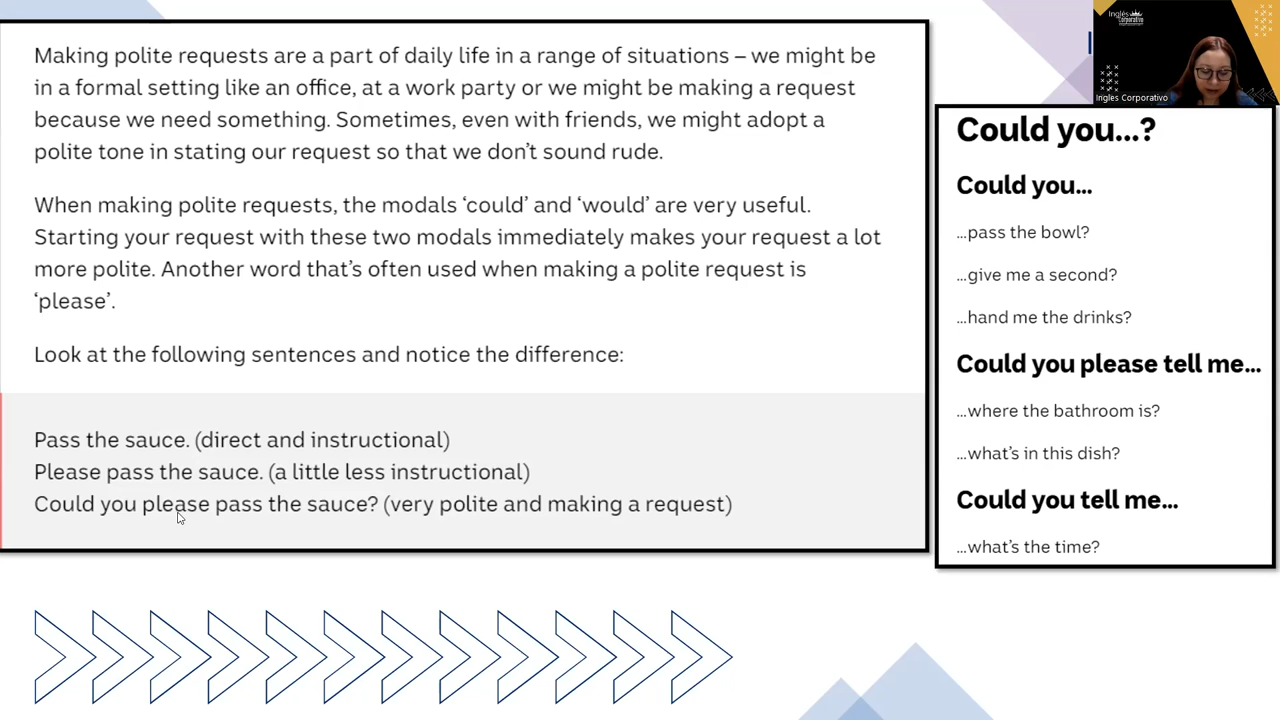 Making polite requests are a part of daily life in a range of situations – we might be
in a formal setting like an office, at a work party or we might be making a request
because we need something. Sometimes, even with friends, we might adopt a
polite tone in stating our request so that we don't sound rude.
When making polite requests, the modals 'could' and 'would' are very useful.
Starting your request with these two modals immediately makes your request a lot
more polite. Another word that's often used when making a polite request is
'please'.
Look at the following sentences and notice the difference:
Pass the sauce. (direct and instructional)
Please pass the sauce. (a little less instructional)
Could you please pass the sauce? (very polite and making a request)
Inglés
Corporativo
Ingles Corporativo
Could you...?
Could you...
...pass the bowl?
...give me a second?
...hand me the drinks?
Could you please tell me...
...where the bathroom is?
...what's in this dish?
Could you tell me...
...what's the time?